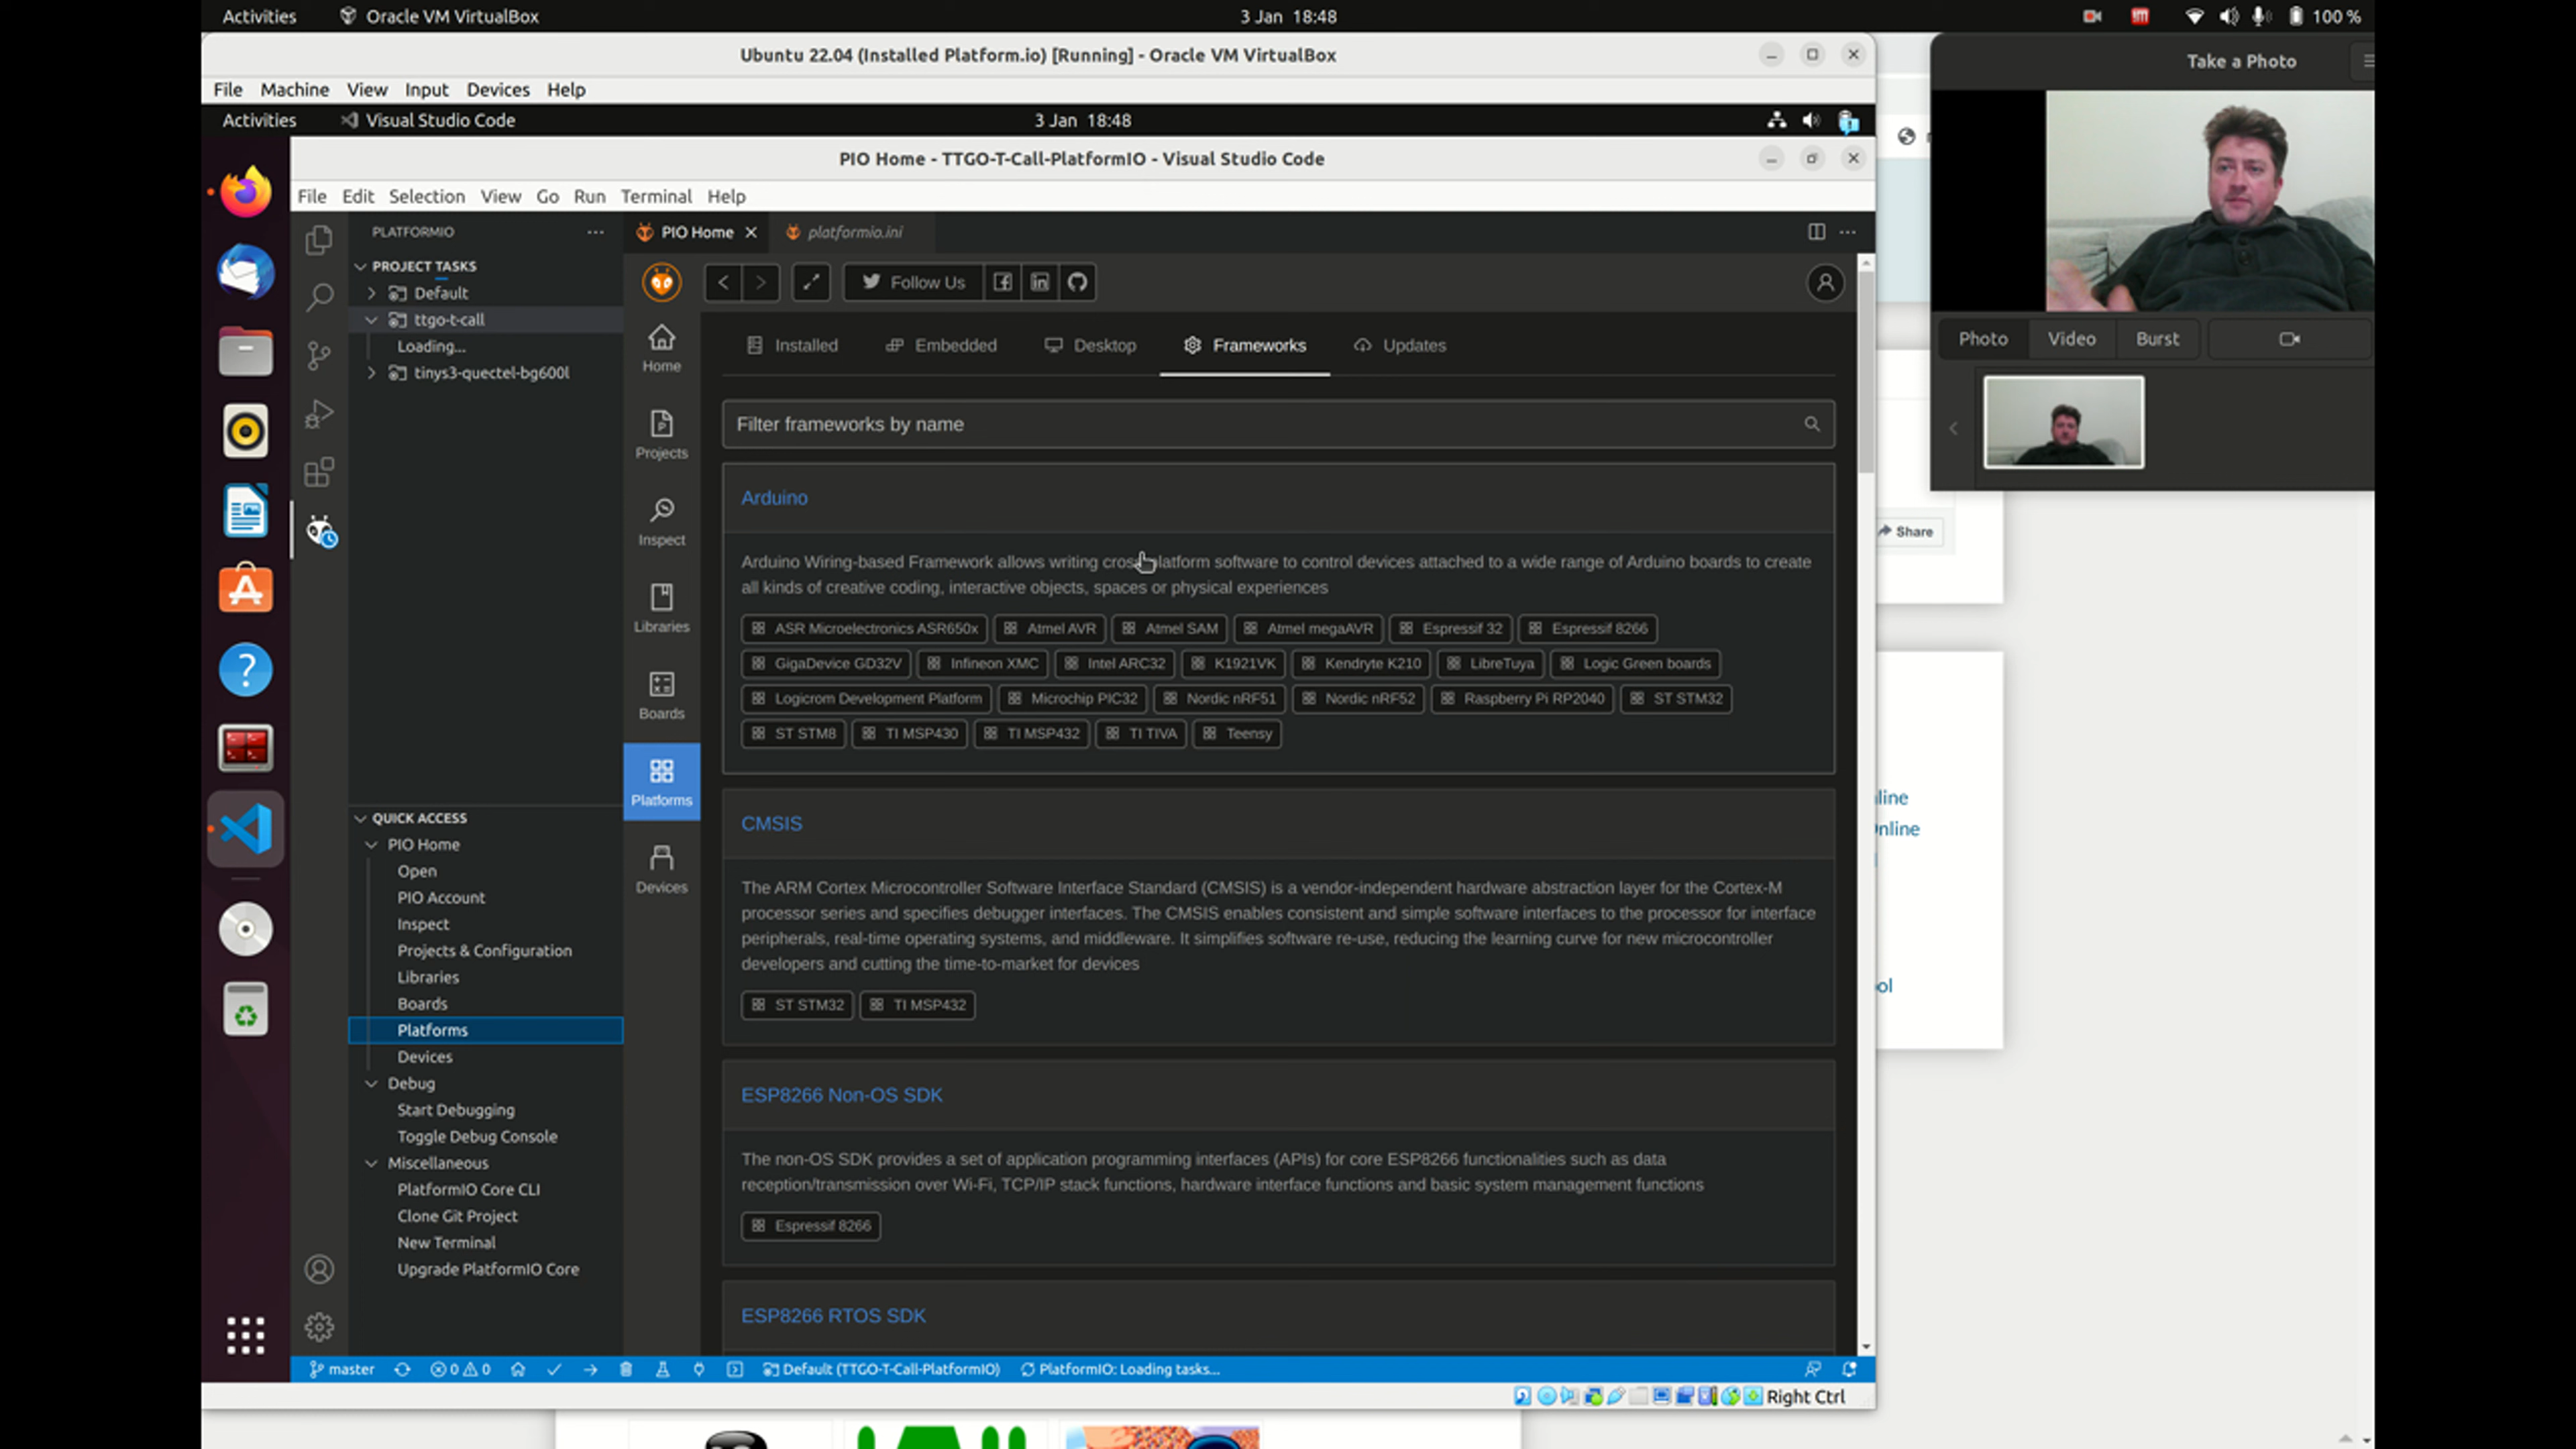 Activities Oracle VM VirtualBox 3 Jan 18:48 100 %
Ubuntu 22.04 (Installed Platform.io) [Running] - Oracle VM VirtualBox
File Machine View Input Devices Help
Activities Visual Studio Code 3 Jan 18:48
PIO Home - TTGO-T-Call-PlatformIO - Visual Studio Code
File Edit Selection View Go Run Terminal Help
PLATFORMIO
PROJECT TASKS
Default
ttgo-t-call
Loading...
tinys3-quectel-bg600l
QUICK ACCESS
PIO Home
Open
PIO Account
Inspect
Projects & Configuration
Libraries
Boards
Platforms
Devices
Debug
Start Debugging
Toggle Debug Console
Miscellaneous
PlatformIO Core CLI
Clone Git Project
New Terminal
Upgrade PlatformIO Core
PIO Home platformio.ini
Follow Us
Home
Projects
Inspect
Libraries
Boards
Platforms
Devices
Installed Embedded Desktop Frameworks Updates
Filter frameworks by name
Arduino
Arduino Wiring-based Framework allows writing cross-platform software to control devices attached to a wide range of Arduino boards to create
all kinds of creative coding, interactive objects, spaces or physical experiences
ASR Microelectronics ASR650x Atmel AVR Atmel SAM Atmel megaAVR Espressif 32 Espressif 8266
GigaDevice GD32V Infineon XMC Intel ARC32 K1921VK Kendryte K210 LibreTuya Logic Green boards
Logicrom Development Platform Microchip PIC32 Nordic nRF51 Nordic nRF52 Raspberry Pi RP2040 ST STM32
ST STM8 TI MSP430 TI MSP432 TI TIVA Teensy
CMSIS
The ARM Cortex Microcontroller Software Interface Standard (CMSIS) is a vendor-independent hardware abstraction layer for the Cortex-M
processor series and specifies debugger interfaces. The CMSIS enables consistent and simple software interfaces to the processor for interface
peripherals, real-time operating systems, and middleware. It simplifies software re-use, reducing the learning curve for new microcontroller
developers and cutting the time-to-market for devices
ST STM32 TI MSP432
ESP8266 Non-OS SDK
The non-OS SDK provides a set of application programming interfaces (APIs) for core ESP8266 functionalities such as data
reception/transmission over Wi-Fi, TCP/IP stack functions, hardware interface functions and basic system management functions
Espressif 8266
ESP8266 RTOS SDK
master 0 0 Default (TTGO-T-Call-PlatformIO) PlatformIO: Loading tasks...
Right Ctrl
Take a Photo
Photo Video Burst
Share
line
nline
ol